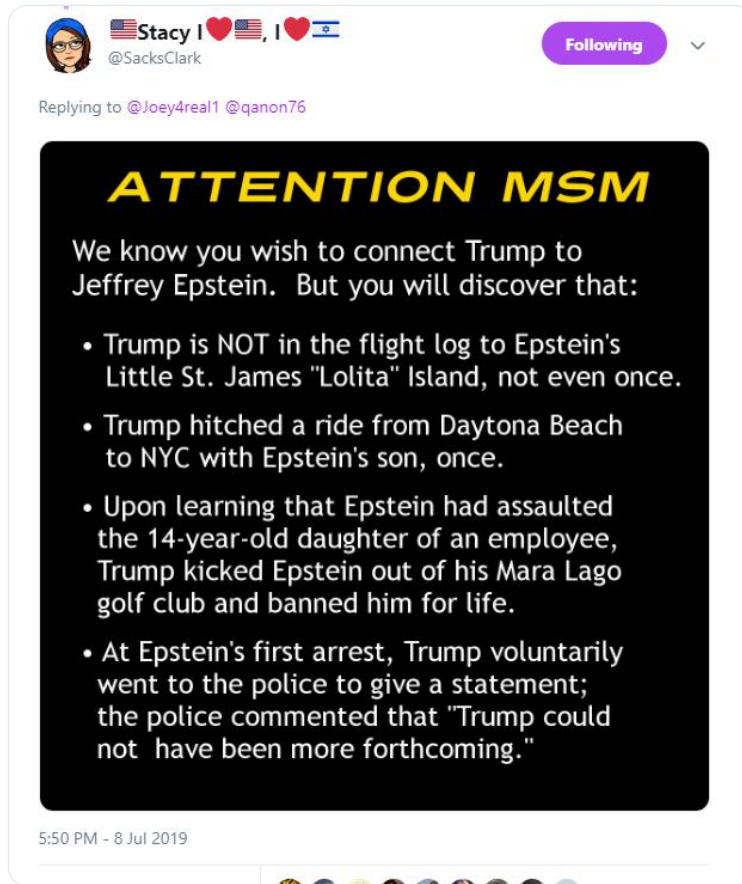 Stacy I❤️🇺🇸, I❤️🇮🇱
@SacksClark
Following
Replying to @Joey4real1 @qanon76
ATTENTION MSM
We know you wish to connect Trump to
Jeffrey Epstein.  But you will discover that:
• Trump is NOT in the flight log to Epstein's
Little St. James "Lolita" Island, not even once.
• Trump hitched a ride from Daytona Beach
to NYC with Epstein's son, once.
• Upon learning that Epstein had assaulted
the 14-year-old daughter of an employee,
Trump kicked Epstein out of his Mara Lago
golf club and banned him for life.
• At Epstein's first arrest, Trump voluntarily
went to the police to give a statement;
the police commented that "Trump could
not  have been more forthcoming."
5:50 PM - 8 Jul 2019